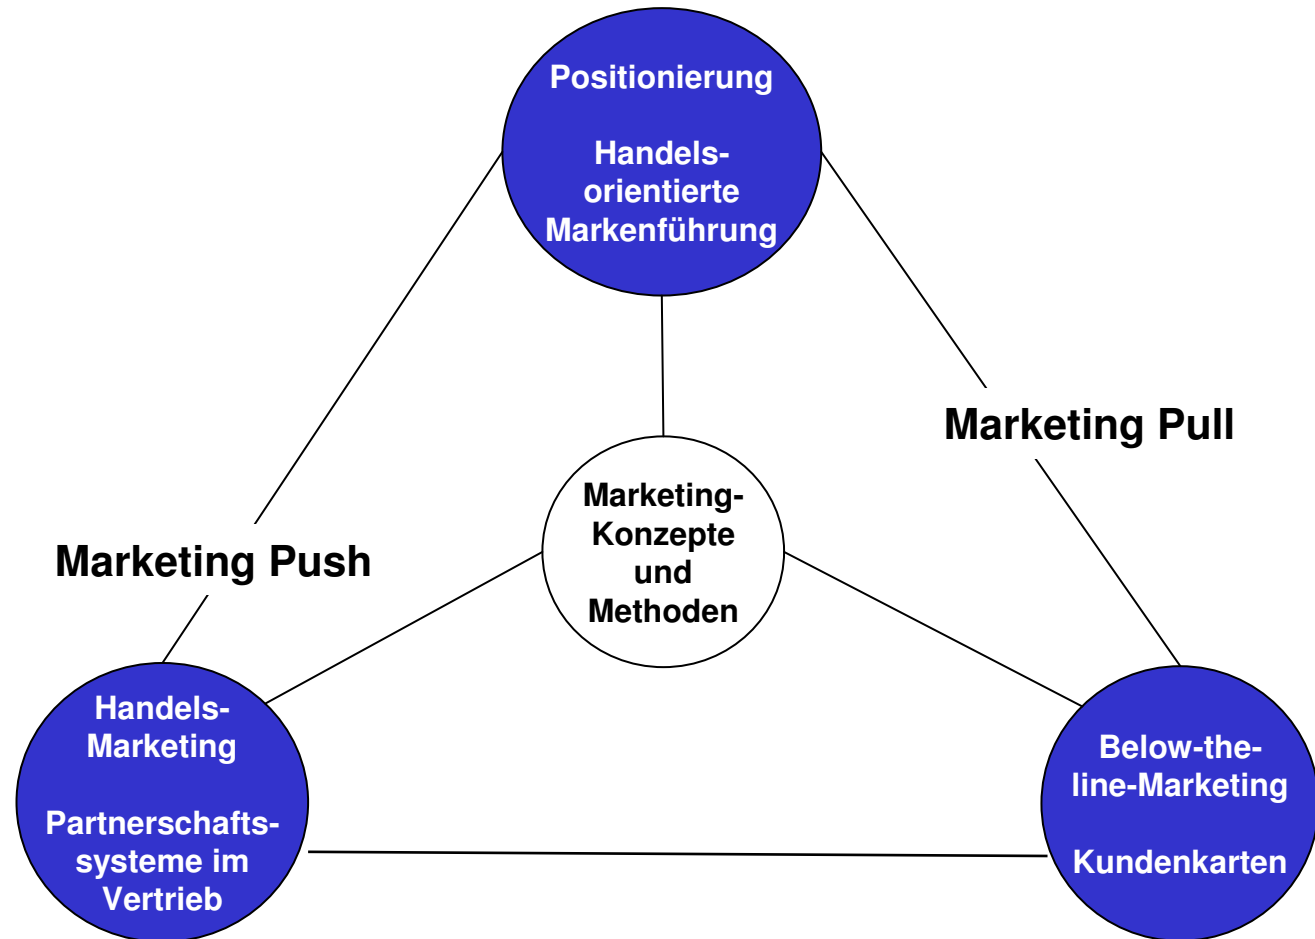 Positionierung
Handels-
orientierte
Markenführung
Marketing Pull
Marketing-
Konzepte
und
Methoden
Marketing Push
Handels-
Marketing
Partnerschafts-
systeme im
Vertrieb
Below-the-
line-Marketing
Kundenkarten